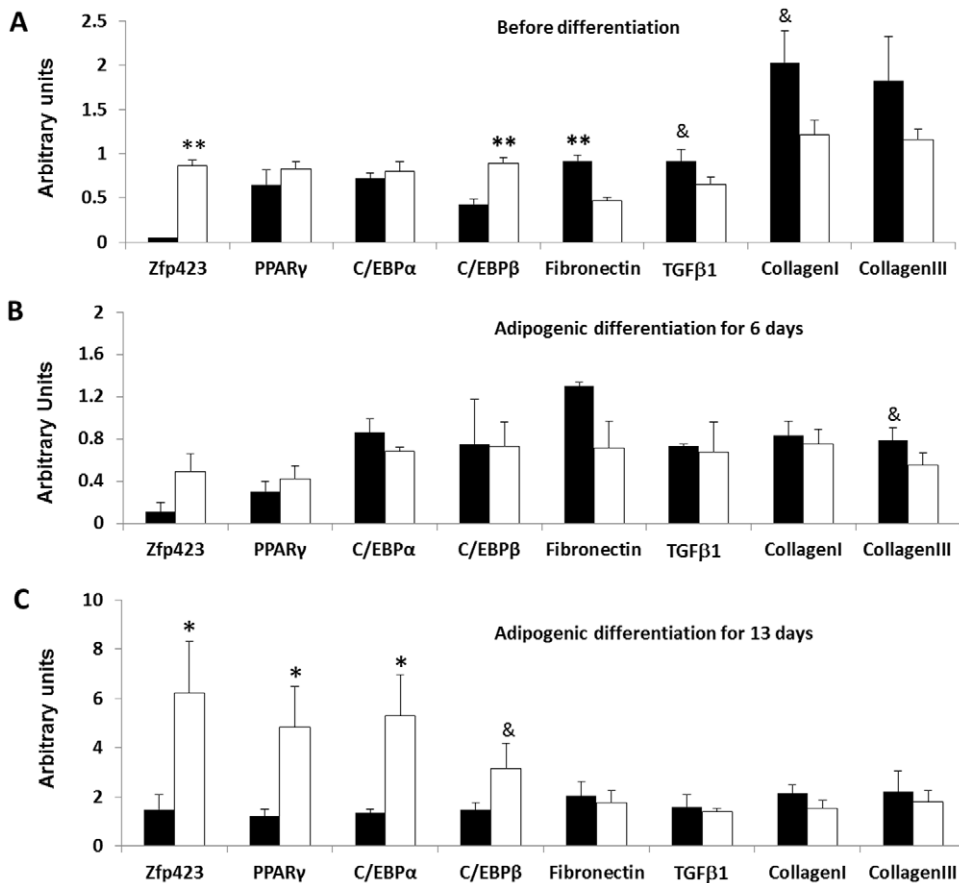 A
Before differentiation
&
2.5
2
1.5
1
0.5
0
Arbitrary units
**
**
**
&
Zfp423 PPARγ C/EBPα C/EBPβ Fibronectin TGFβ1 CollagenI CollagenIII
B
Adipogenic differentiation for 6 days
2
1.6
1.2
0.8
0.4
0
Arbitrary Units
&
Zfp423 PPARγ C/EBPα C/EBPβ Fibronectin TGFβ1 CollagenI CollagenIII
C
Adipogenic differentiation for 13 days
10
8
6
4
2
0
Arbitrary units
*
*
*
&
Zfp423 PPARγ C/EBPα C/EBPβ Fibronectin TGFβ1 CollagenI CollagenIII